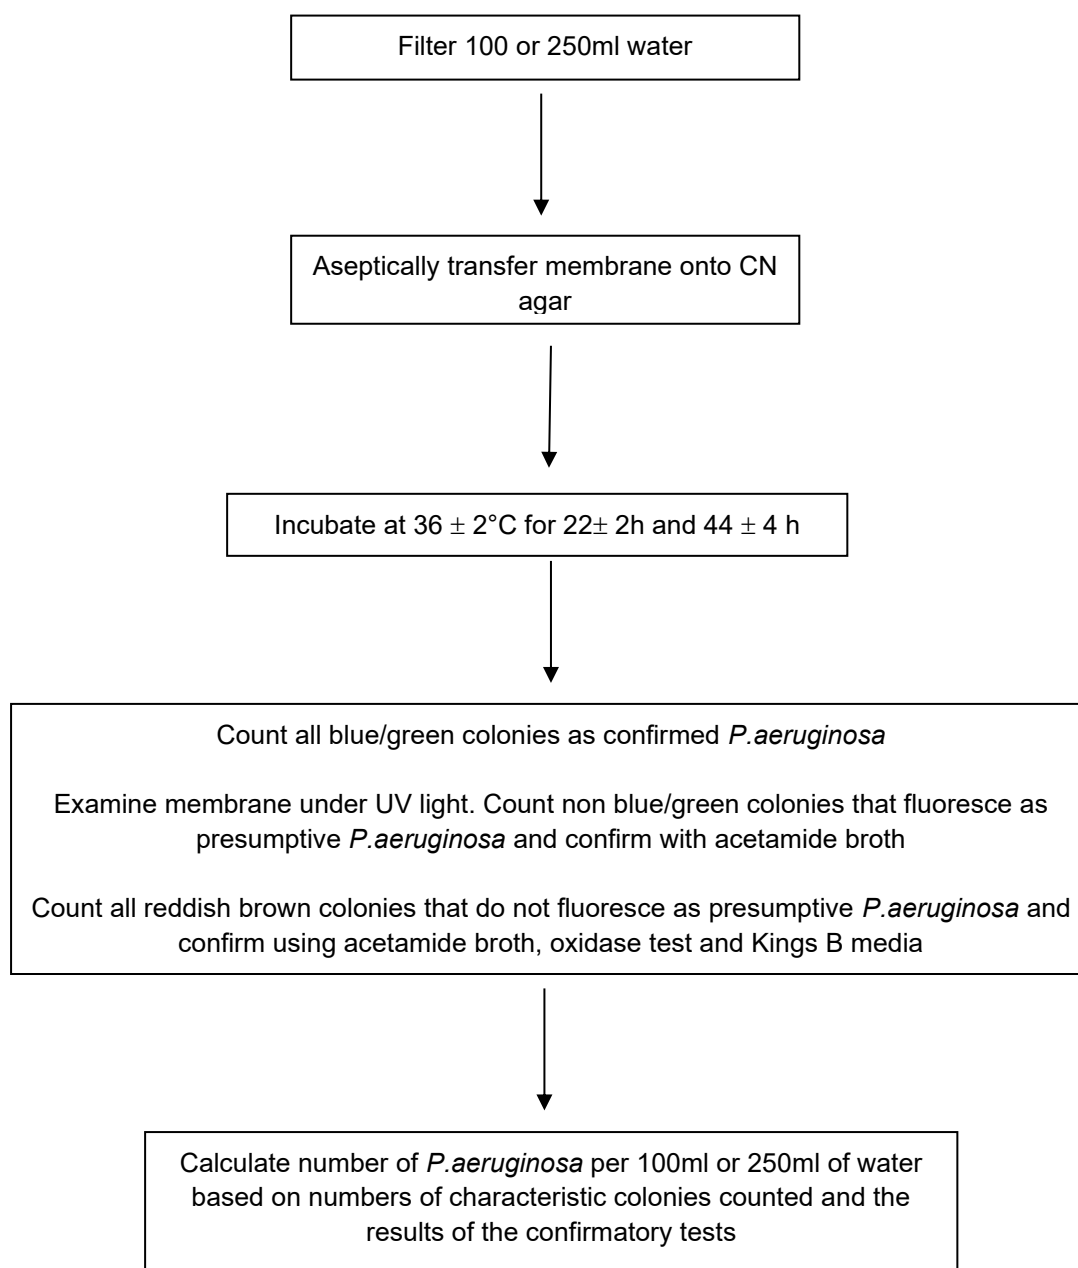 Filter 100 or 250ml water
Aseptically transfer membrane onto CN
agar
Incubate at 36 ± 2°C for 22± 2h and 44 ± 4 h
Count all blue/green colonies as confirmed P.aeruginosa
Examine membrane under UV light. Count non blue/green colonies that fluoresce as
presumptive P.aeruginosa and confirm with acetamide broth
Count all reddish brown colonies that do not fluoresce as presumptive P.aeruginosa and
confirm using acetamide broth, oxidase test and Kings B media
Calculate number of P.aeruginosa per 100ml or 250ml of water
based on numbers of characteristic colonies counted and the
results of the confirmatory tests